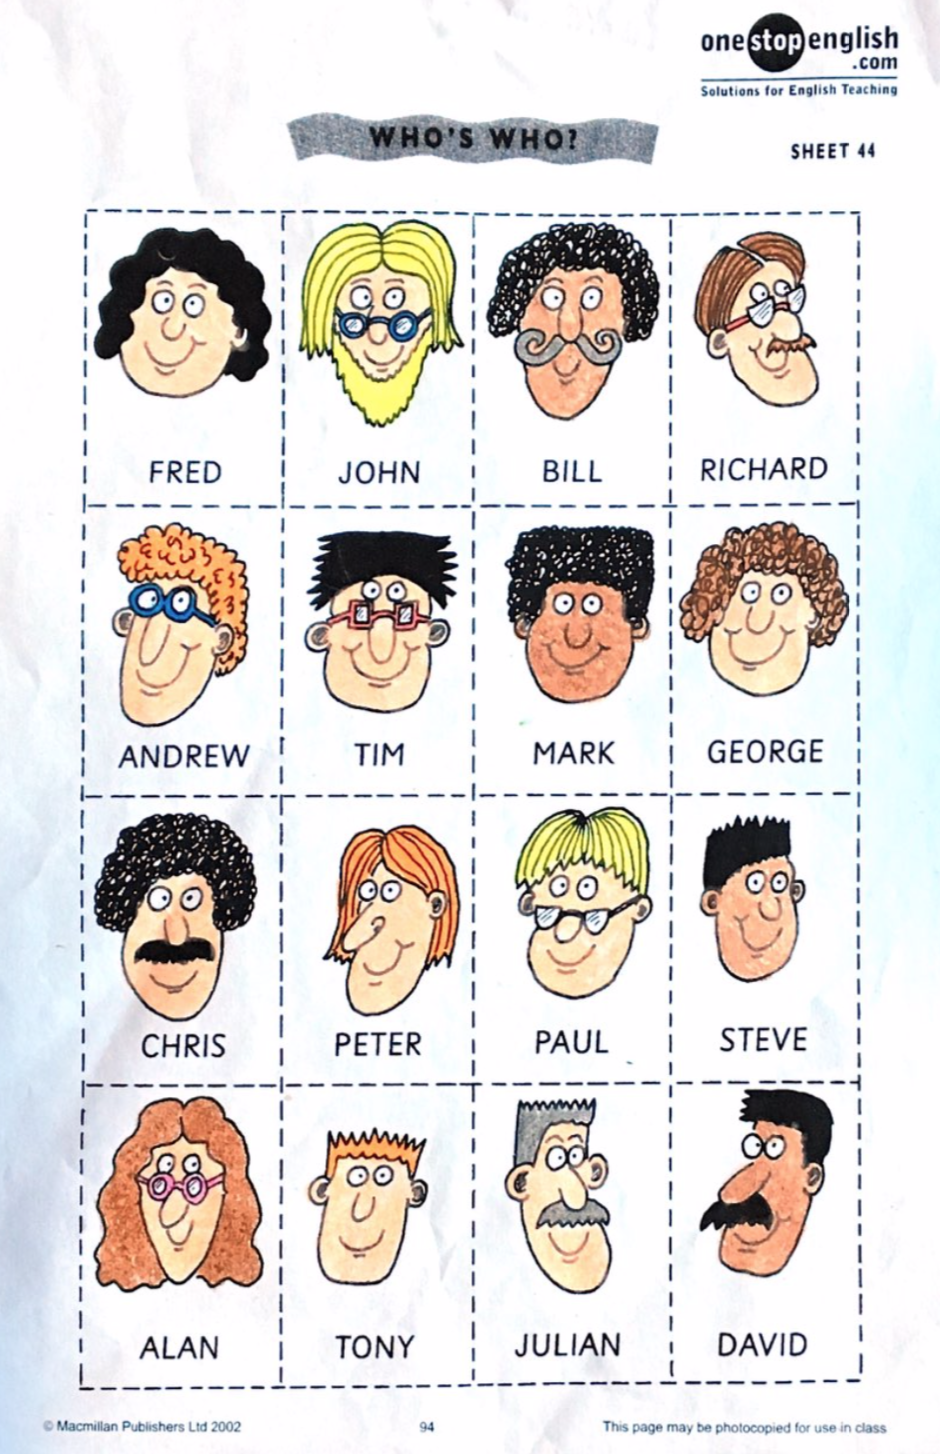 onestopenglish
.com
Solutions for English Teaching
WHO'S WHO?
SHEET 44
FRED JOHN BILL RICHARD
ANDREW TIM MARK GEORGE
CHRIS PETER PAUL STEVE
ALAN TONY JULIAN DAVID
© Macmillan Publishers Ltd 2002 94 This page may be photocopied for use in class